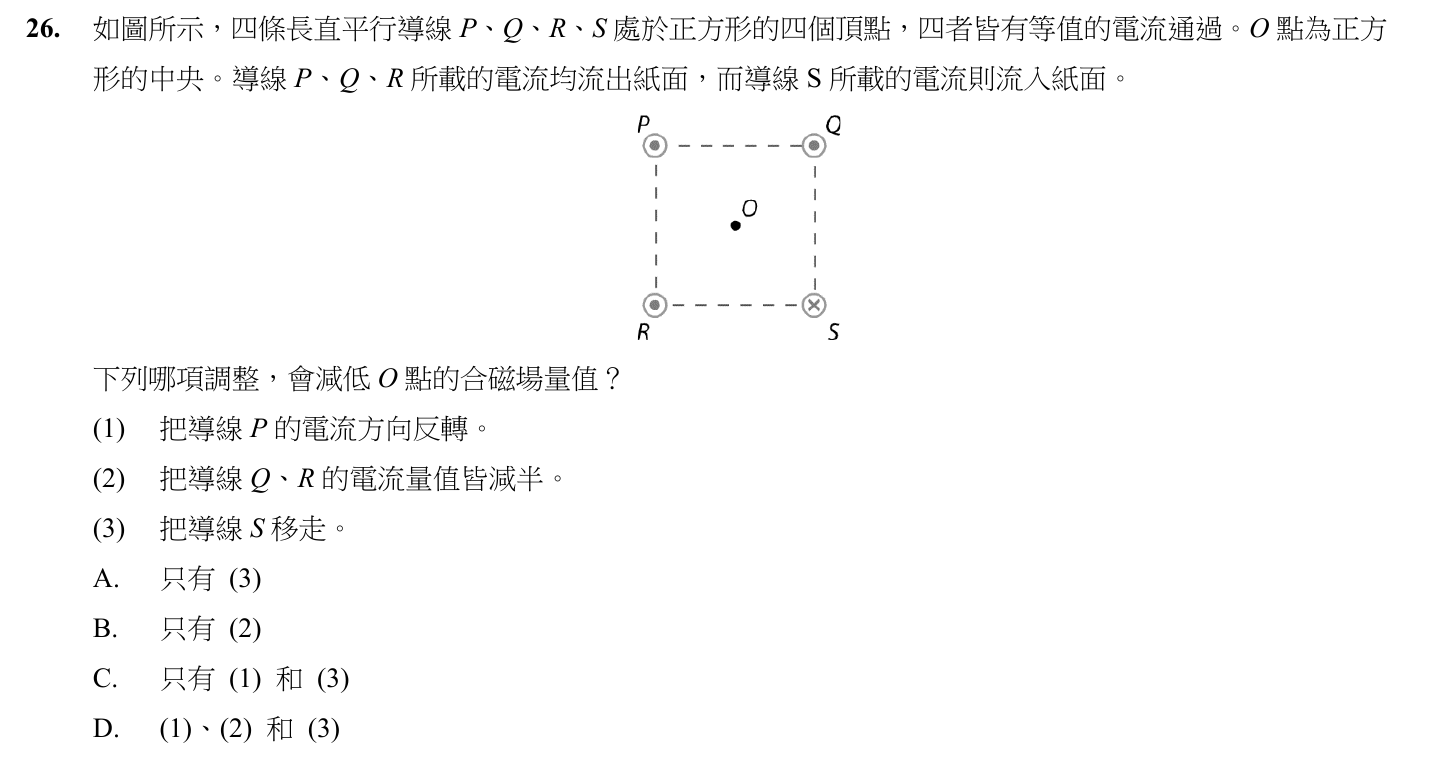 26. 如圖所示，四條長直平行導線 P、Q、R、S 處於正方形的四個頂點，四者皆有等值的電流通過。O 點為正方
形的中央。導線 P、Q、R 所載的電流均流出紙面，而導線 S 所載的電流則流入紙面。
P Q
O
R S
下列哪項調整，會減低 O 點的合磁場量值？
(1) 把導線 P 的電流方向反轉。
(2) 把導線 Q、R 的電流量值皆減半。
(3) 把導線 S 移走。
A. 只有 (3)
B. 只有 (2)
C. 只有 (1) 和 (3)
D. (1)、(2) 和 (3)